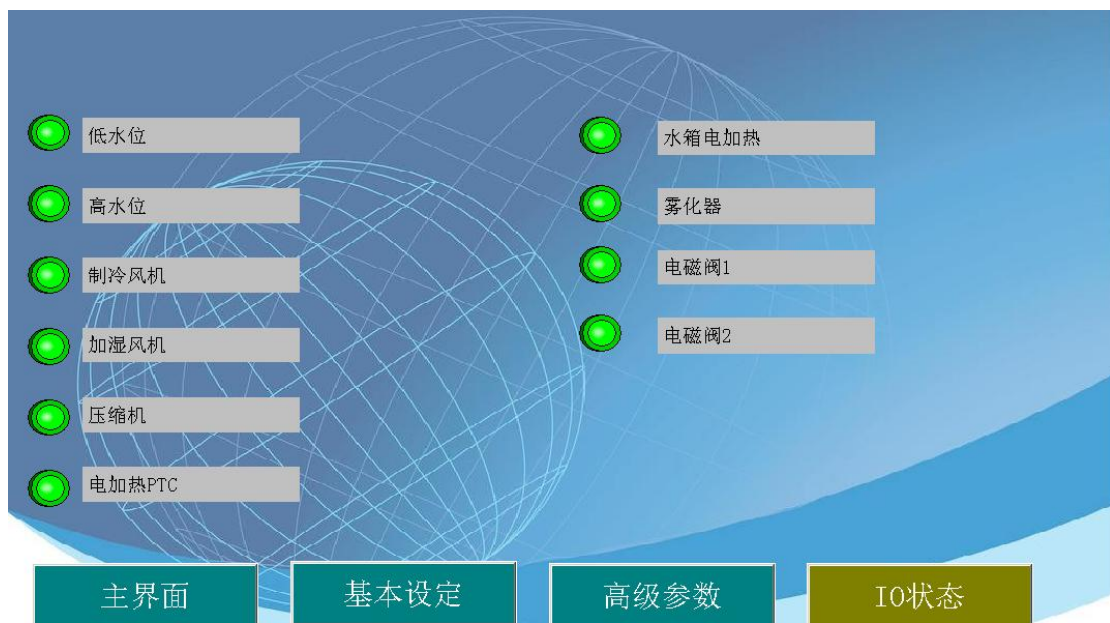 低水位
高水位
制冷风机
加湿风机
压缩机
电加热PTC
水箱电加热
雾化器
电磁阀1
电磁阀2
主界面
基本设定
高级参数
IO状态